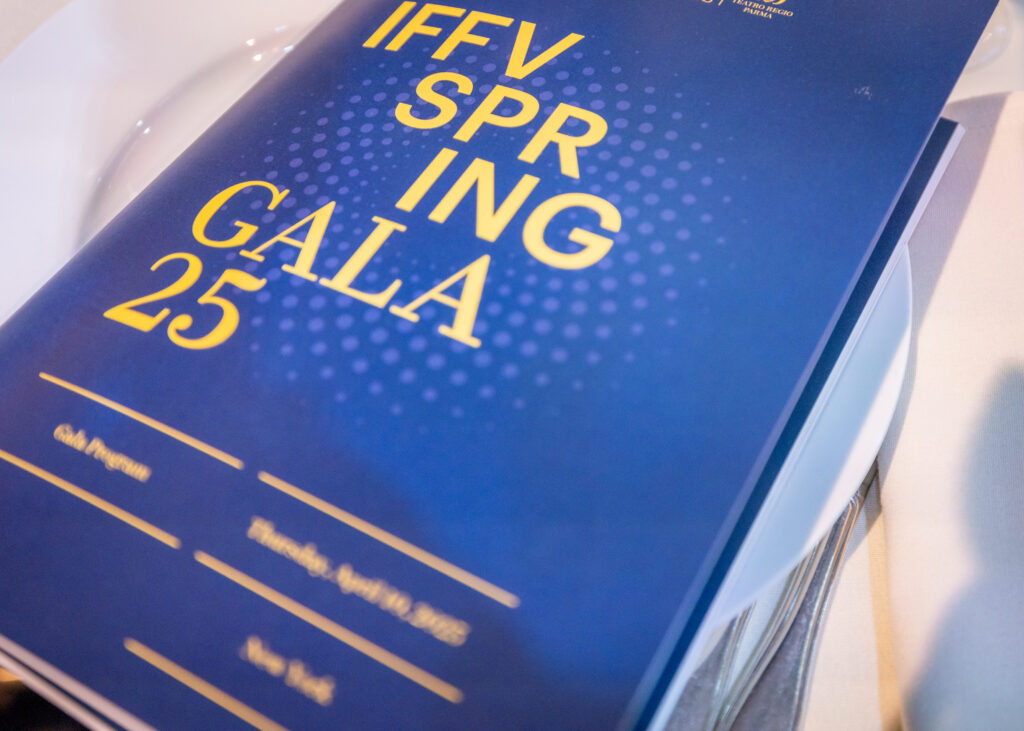 TEATRO REGIO
PARMA
IFFV
SPR
ING
GALA
25
Gala Program
Thursday, April 10, 2025
New York